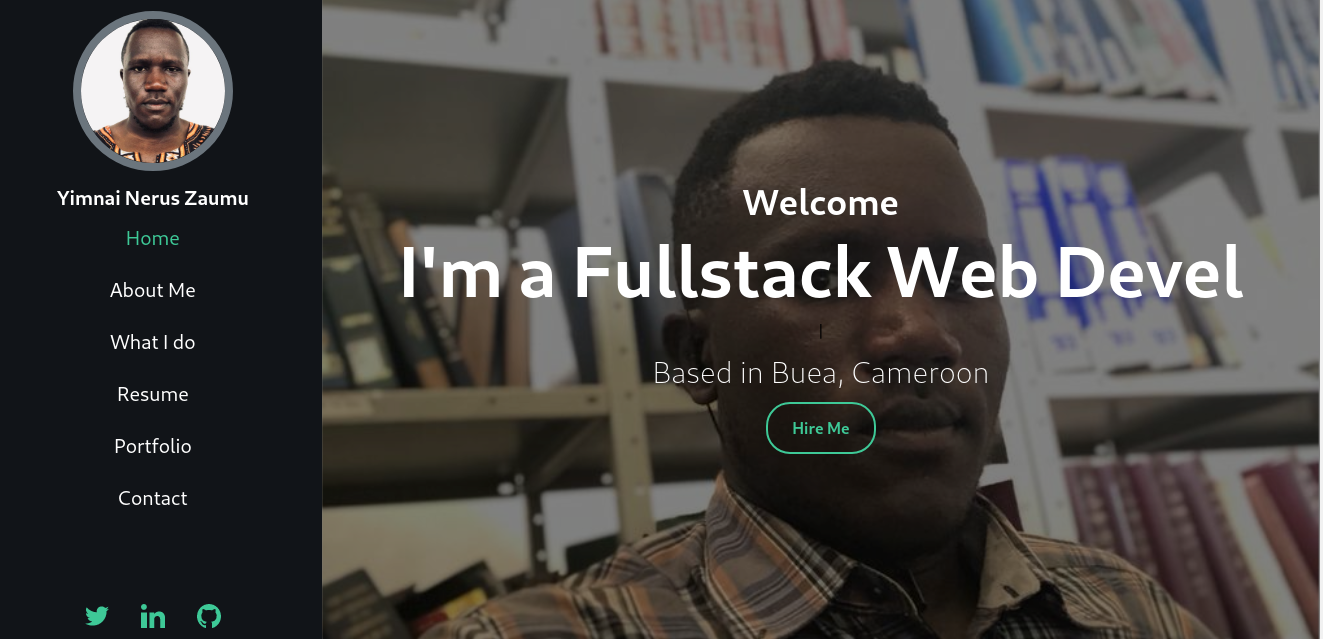 Yimnai Nerus Zaumu
Home
About Me
What I do
Resume
Portfolio
Contact
Welcome
I'm a Fullstack Web Devel
Based in Buea, Cameroon
Hire Me